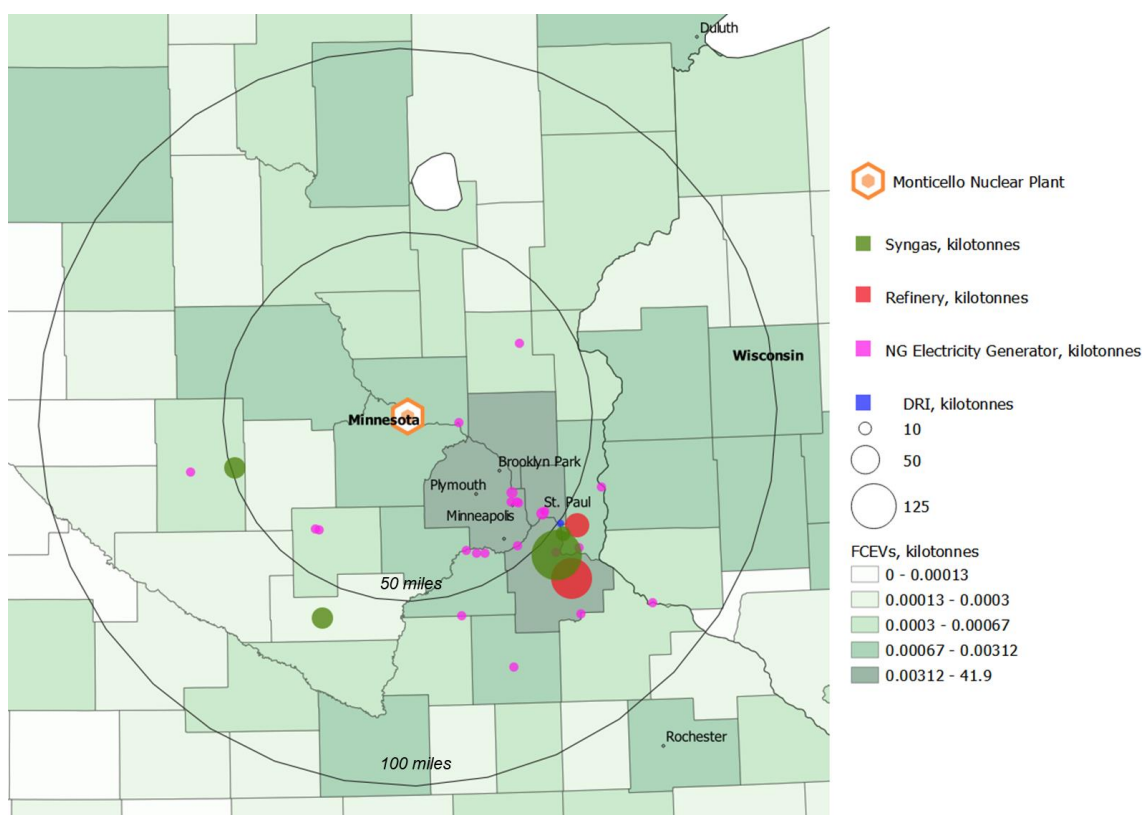 Duluth
Monticello Nuclear Plant
Syngas, kilotonnes
Refinery, kilotonnes
NG Electricity Generator, kilotonnes
Wisconsin
DRI, kilotonnes
Minnesota
10
Brooklyn Park
50
Plymouth
St. Paul
125
Minneapolis
FCEVs, kilotonnes
0 - 0.00013
50 miles
0.00013 - 0.0003
0.0003 - 0.00067
0.00067 - 0.00312
0.00312 - 41.9
Rochester
100 miles